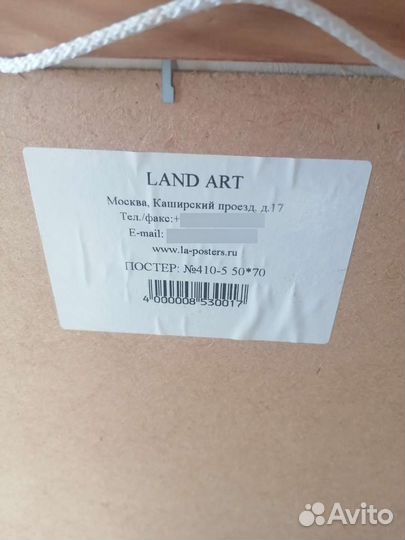 LAND ART
Москва, Каширский проезд. д.17
Тел./факс:+
E-mail:
www.la-posters.ru
ПОСТЕР: №410-5 50*70
4 000008 530017
Avito